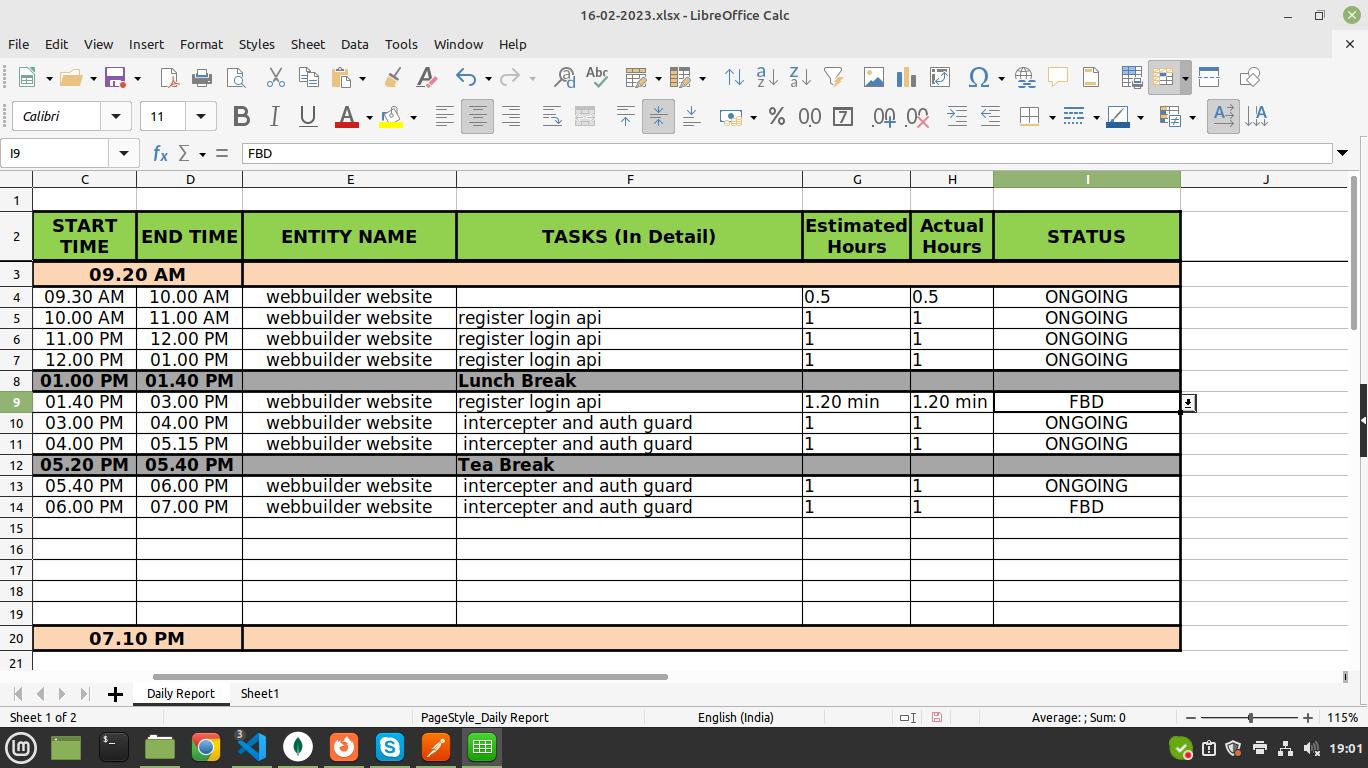 16-02-2023.xlsx - LibreOffice Calc
File Edit View Insert Format Styles Sheet Data Tools Window Help
Calibri 11
I9 FBD
C D E F G H I J
1
2 START TIME END TIME ENTITY NAME TASKS (In Detail) Estimated Hours Actual Hours STATUS
3 09.20 AM
4 09.30 AM 10.00 AM webbuilder website 0.5 0.5 ONGOING
5 10.00 AM 11.00 AM webbuilder website register login api 1 1 ONGOING
6 11.00 PM 12.00 PM webbuilder website register login api 1 1 ONGOING
7 12.00 PM 01.00 PM webbuilder website register login api 1 1 ONGOING
8 01.00 PM 01.40 PM Lunch Break
9 01.40 PM 03.00 PM webbuilder website register login api 1.20 min 1.20 min FBD
10 03.00 PM 04.00 PM webbuilder website intercepter and auth guard 1 1 ONGOING
11 04.00 PM 05.15 PM webbuilder website intercepter and auth guard 1 1 ONGOING
12 05.20 PM 05.40 PM Tea Break
13 05.40 PM 06.00 PM webbuilder website intercepter and auth guard 1 1 ONGOING
14 06.00 PM 07.00 PM webbuilder website intercepter and auth guard 1 1 FBD
15
16
17
18
19
20 07.10 PM
21
Daily Report Sheet1
Sheet 1 of 2 PageStyle_Daily Report English (India) Average: ; Sum: 0 115%
3 19:01